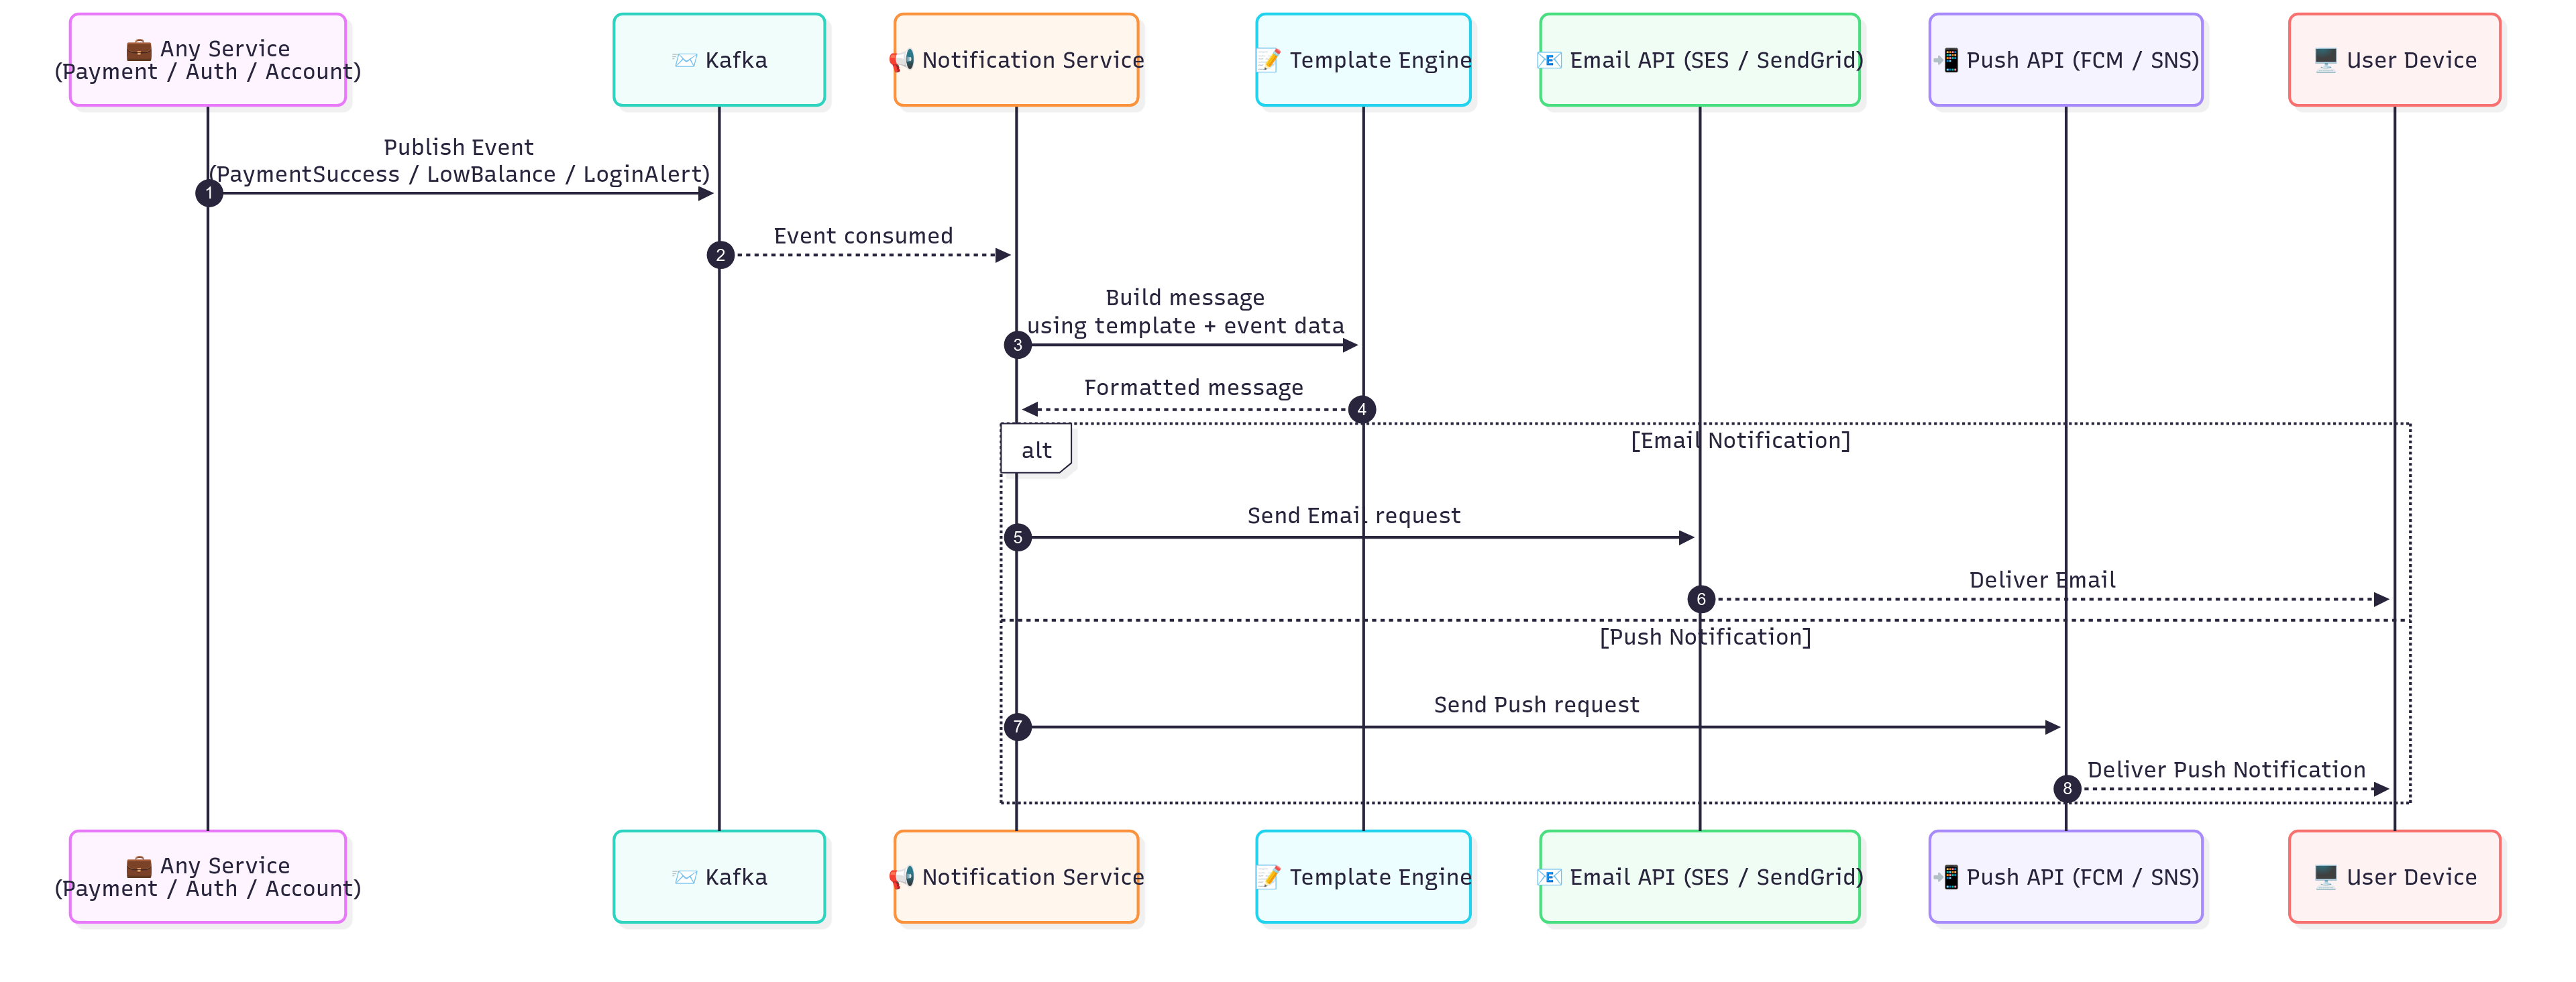 💼 Any Service
(Payment / Auth / Account)
📨 Kafka
📢 Notification Service
📝 Template Engine
📧 Email API (SES / SendGrid)
📲 Push API (FCM / SNS)
🖥️ User Device
Publish Event
(PaymentSuccess / LowBalance / LoginAlert)
1
Event consumed
2
Build message
using template + event data
3
Formatted message
4
alt
[Email Notification]
Send Email request
5
Deliver Email
6
[Push Notification]
Send Push request
7
Deliver Push Notification
8
💼 Any Service
(Payment / Auth / Account)
📨 Kafka
📢 Notification Service
📝 Template Engine
📧 Email API (SES / SendGrid)
📲 Push API (FCM / SNS)
🖥️ User Device